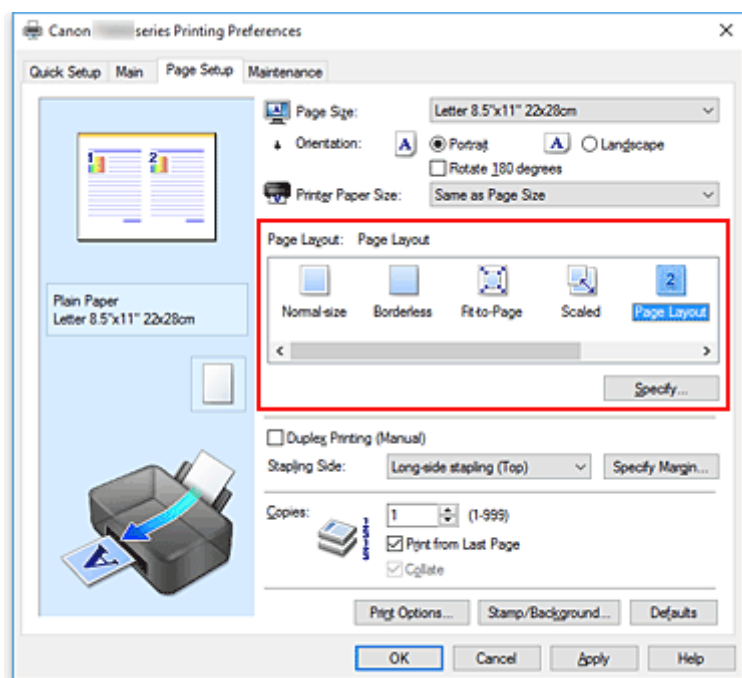 Canon series Printing Preferences
Quick Setup Main Page Setup Maintenance
1 2
Plain Paper
Letter 8.5"x11" 22x28cm
A
Page Size: Letter 8.5"x11" 22x28cm
Orientation: A Portrait A Landscape
Rotate 180 degrees
Printer Paper Size: Same as Page Size
Page Layout: Page Layout
2
Normal-size Borderless Fit-to-Page Scaled Page Layout
Specify...
Duplex Printing (Manual)
Stapling Side: Long-side stapling (Top) Specify Margin...
Copies: 1 (1-999)
Print from Last Page
Collate
Print Options... Stamp/Background... Defaults
OK Cancel Apply Help